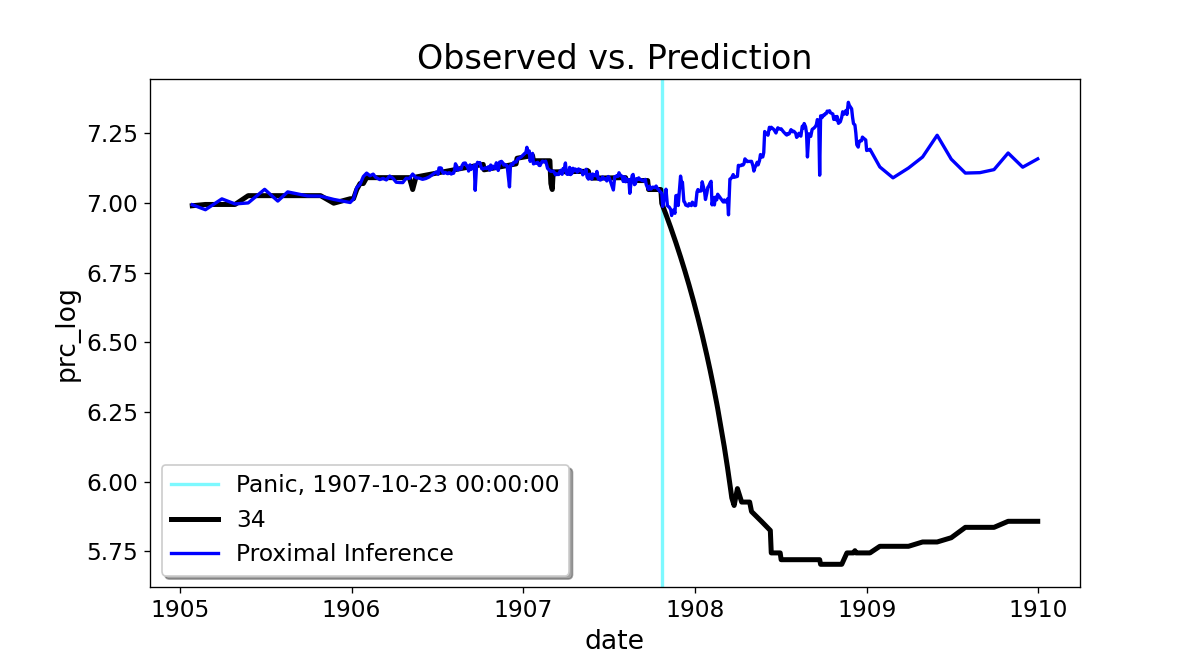 Observed vs. Prediction
prc_log
7.25
7.00
6.75
6.50
6.25
6.00
5.75
Panic, 1907-10-23 00:00:00
34
Proximal Inference
1905 1906 1907 1908 1909 1910
date